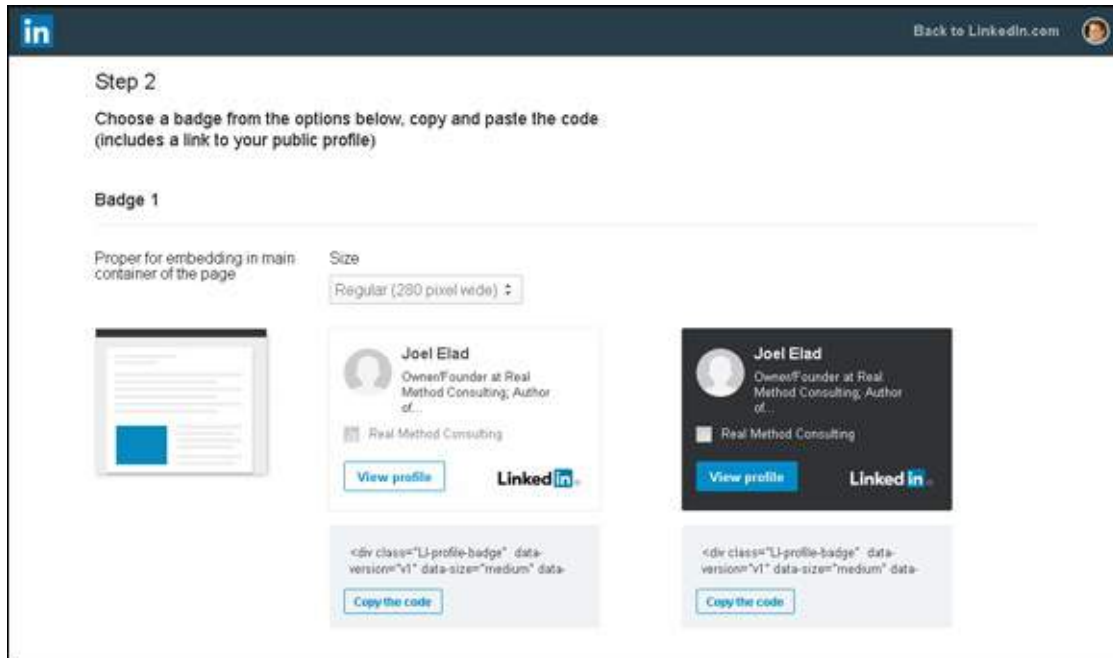 in
Back to LinkedIn.com
Step 2
Choose a badge from the options below, copy and paste the code
(includes a link to your public profile)
Badge 1
Proper for embedding in main
container of the page
Size
Regular (280 pixel wide)
Joel Elad
Owner/Founder at Real
Method Consulting; Author
of...
Real Method Consulting
View profile
Linked in
<div class="LI-profile-badge" data-
version="v1" data-size="medium" data-
Copy the code
Joel Elad
Owner/Founder at Real
Method Consulting; Author
of...
Real Method Consulting
View profile
Linked in
<div class="LI-profile-badge" data-
version="v1" data-size="medium" data-
Copy the code